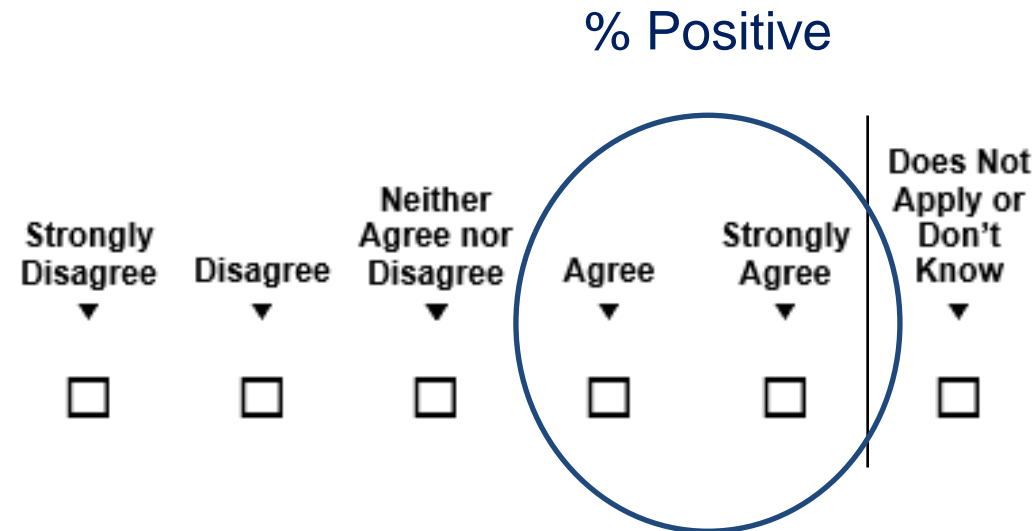 % Positive
Strongly
Disagree
Disagree
Neither
Agree nor
Disagree
Agree
Strongly
Agree
Does Not
Apply or
Don't
Know